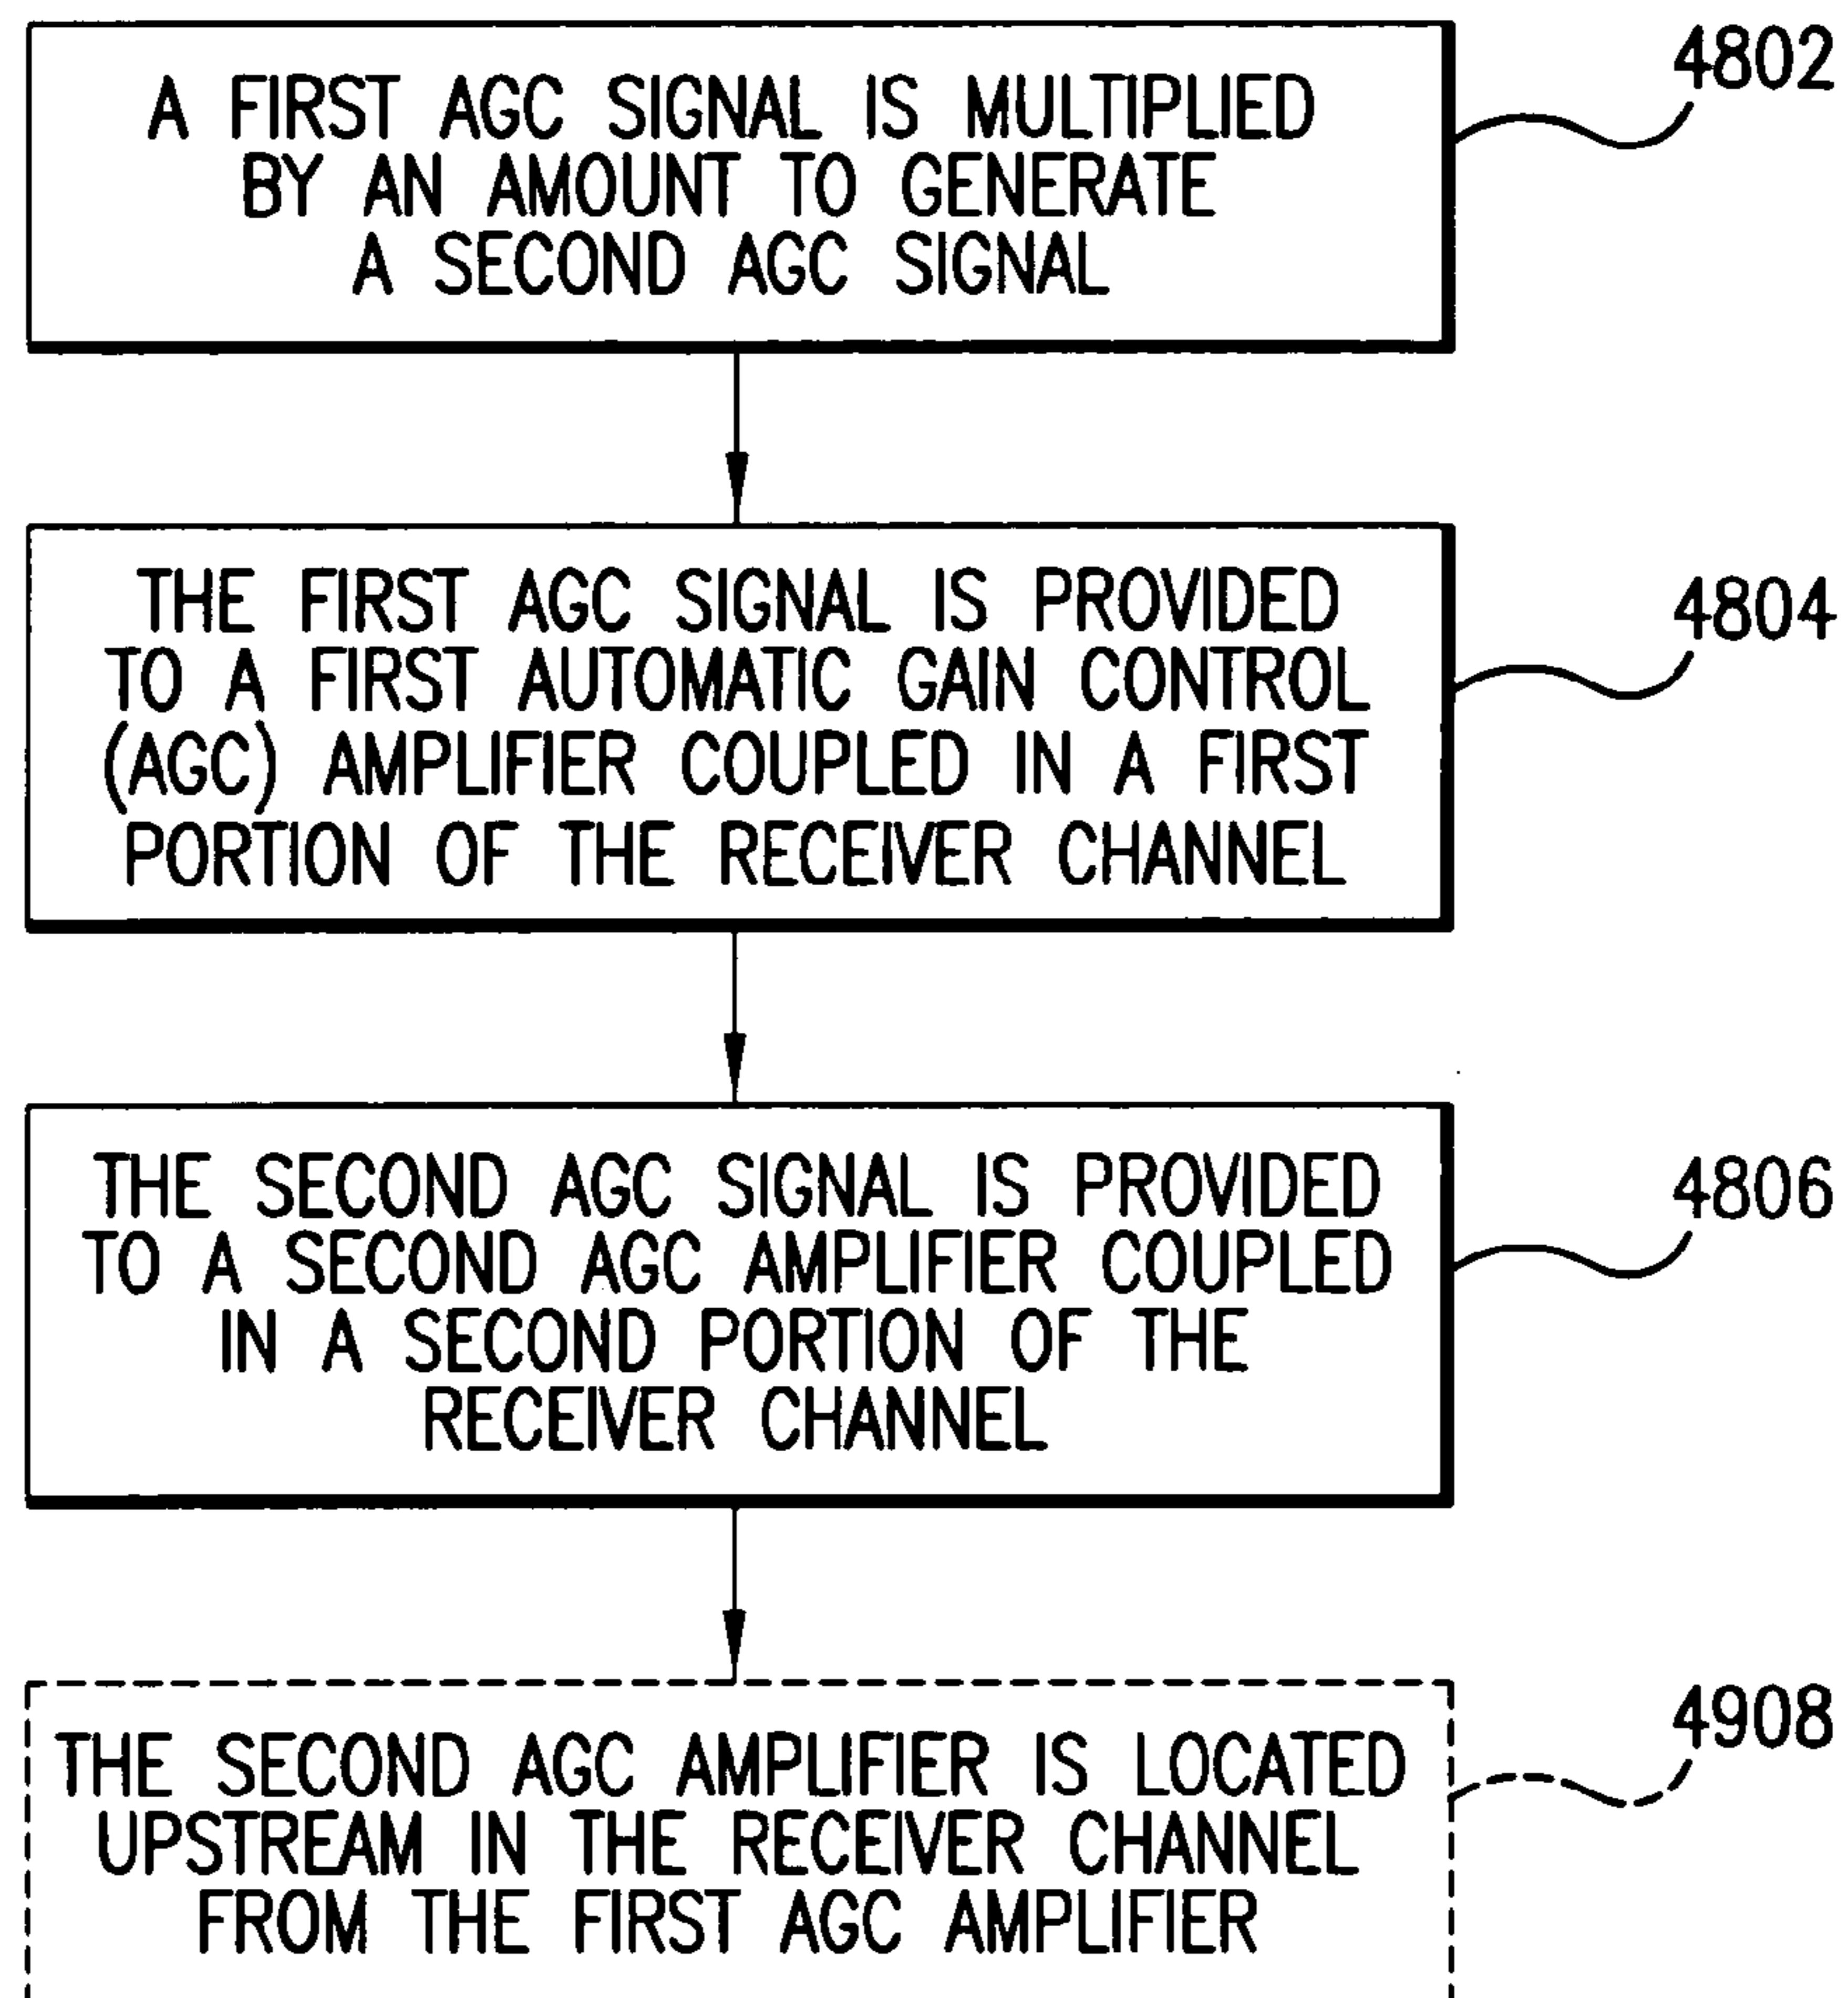 A FIRST AGC SIGNAL IS MULTIPLIED
BY AN AMOUNT TO GENERATE
A SECOND AGC SIGNAL
4802
THE FIRST AGC SIGNAL IS PROVIDED
TO A FIRST AUTOMATIC GAIN CONTROL
(AGC) AMPLIFIER COUPLED IN A FIRST
PORTION OF THE RECEIVER CHANNEL
4804
THE SECOND AGC SIGNAL IS PROVIDED
TO A SECOND AGC AMPLIFIER COUPLED
IN A SECOND PORTION OF THE
RECEIVER CHANNEL
4806
THE SECOND AGC AMPLIFIER IS LOCATED
UPSTREAM IN THE RECEIVER CHANNEL
FROM THE FIRST AGC AMPLIFIER
4908